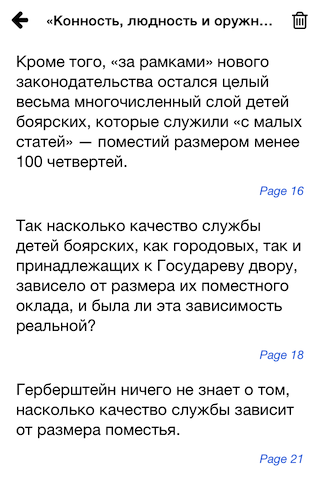 «Конность, людность и оружн...
Кроме того, «за рамками» нового
законодательства остался целый
весьма многочисленный слой детей
боярских, которые служили «с малых
статей» — поместий размером менее
100 четвертей.
Page 16
Так насколько качество службы
детей боярских, как городовых, так и
принадлежащих к Государеву двору,
зависело от размера их поместного
оклада, и была ли эта зависимость
реальной?
Page 18
Герберштейн ничего не знает о том,
насколько качество службы зависит
от размера поместья.
Page 21